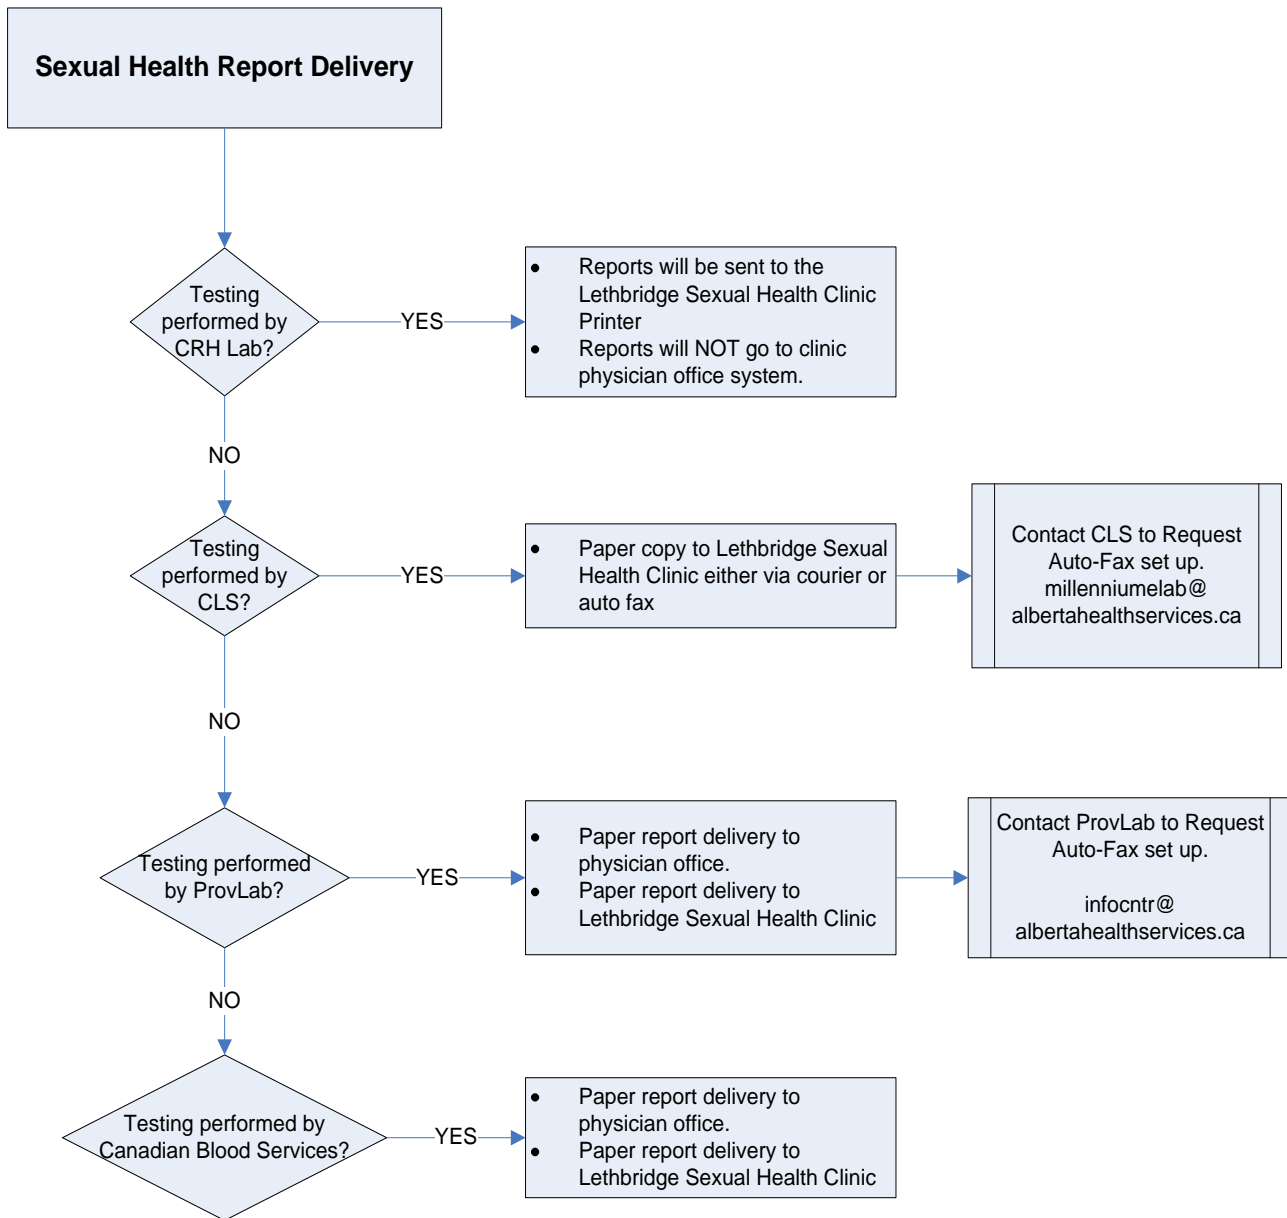 Sexual Health Report Delivery
Testing
performed by
CRH Lab?
YES
• Reports will be sent to the
Lethbridge Sexual Health Clinic
Printer
• Reports will NOT go to clinic
physician office system.
NO
Testing
performed by
CLS?
YES
• Paper copy to Lethbridge Sexual
Health Clinic either via courier or
auto fax
Contact CLS to Request
Auto-Fax set up.
millenniumelab@
albertahealthservices.ca
NO
Testing performed
by ProvLab?
YES
• Paper report delivery to
physician office.
• Paper report delivery to
Lethbridge Sexual Health Clinic
Contact ProvLab to Request
Auto-Fax set up.
infocntr@
albertahealthservices.ca
NO
Testing performed by
Canadian Blood Services?
YES
• Paper report delivery to
physician office.
• Paper report delivery to
Lethbridge Sexual Health Clinic